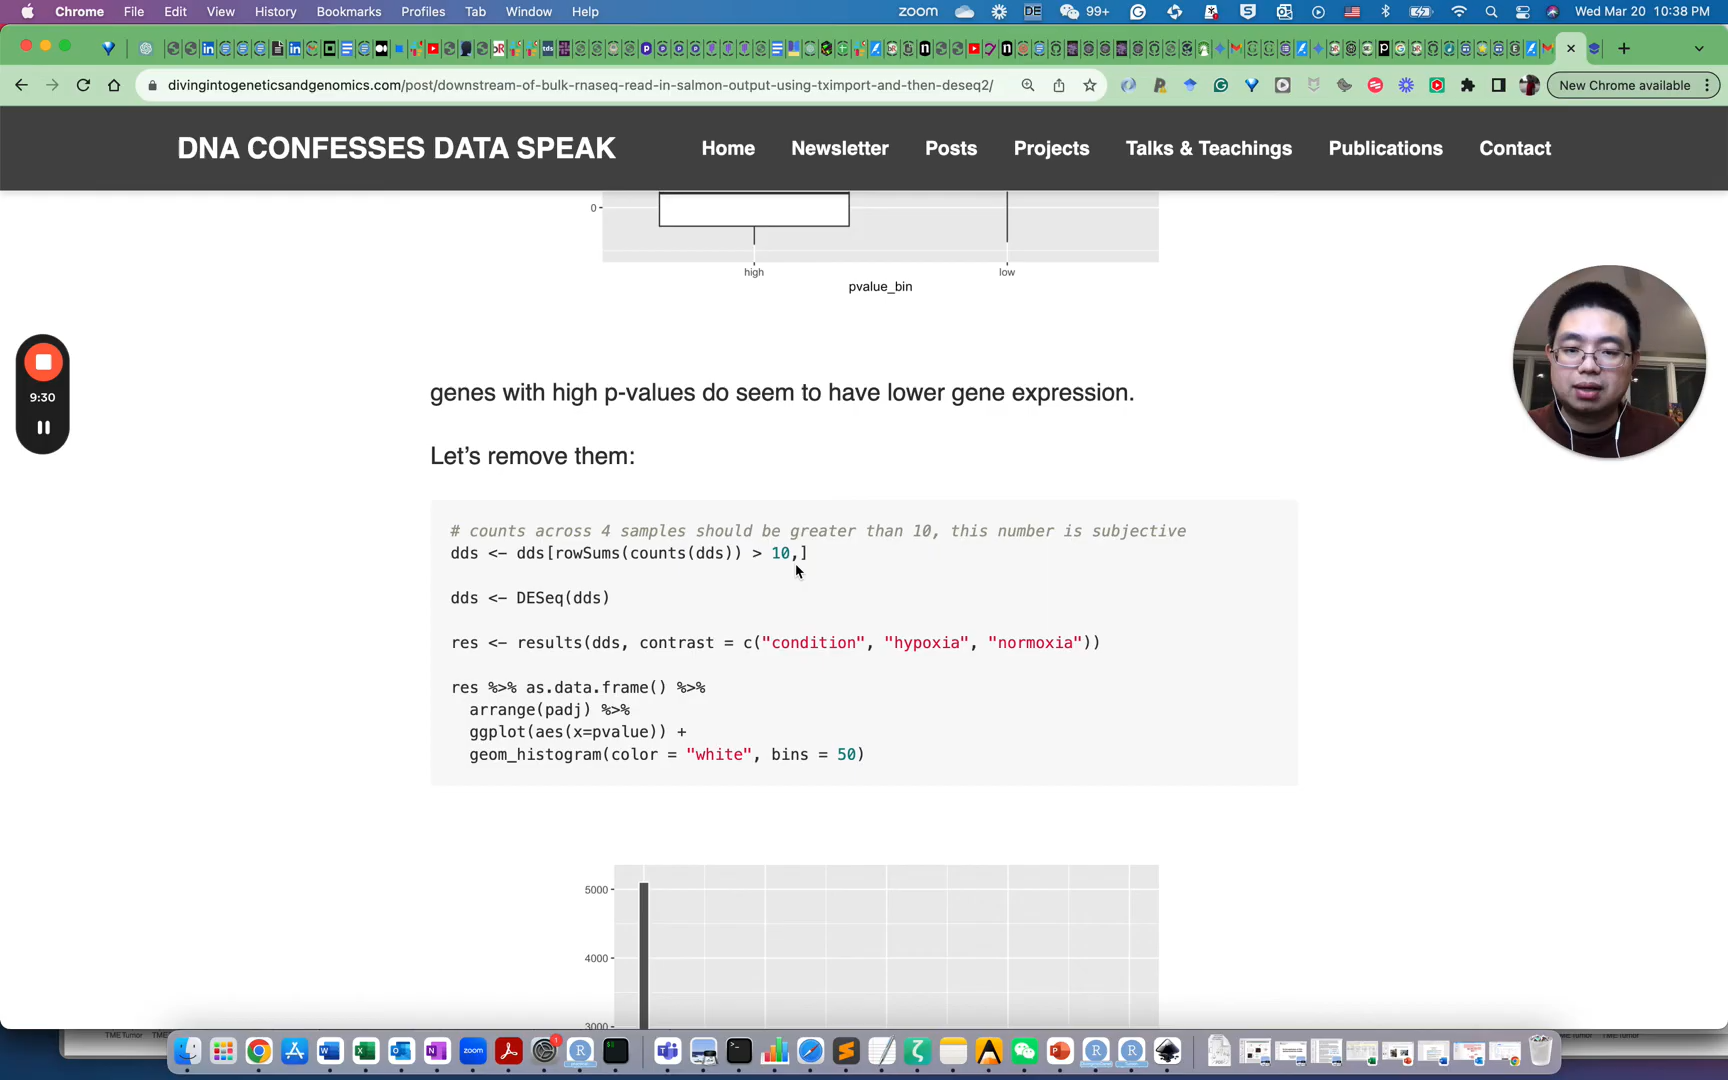 Chrome File Edit View History Bookmarks Profiles Tab Window Help zoom DE 99+ Wed Mar 20 10:38 PM
divingintogeneticsandgenomics.com/post/downstream-of-bulk-rnaseq-read-in-salmon-output-using-tximport-and-then-deseq2/ New Chrome available
DNA CONFESSES DATA SPEAK Home Newsletter Posts Projects Talks & Teachings Publications Contact
0
high low
pvalue_bin
9:30
genes with high p-values do seem to have lower gene expression.
Let’s remove them:
# counts across 4 samples should be greater than 10, this number is subjective
dds <- dds[rowSums(counts(dds)) > 10,]
dds <- DESeq(dds)
res <- results(dds, contrast = c("condition", "hypoxia", "normoxia"))
res %>% as.data.frame() %>%
arrange(padj) %>%
ggplot(aes(x=pvalue)) +
geom_histogram(color = "white", bins = 50)
5000
4000
3000
TMETumor
zoom